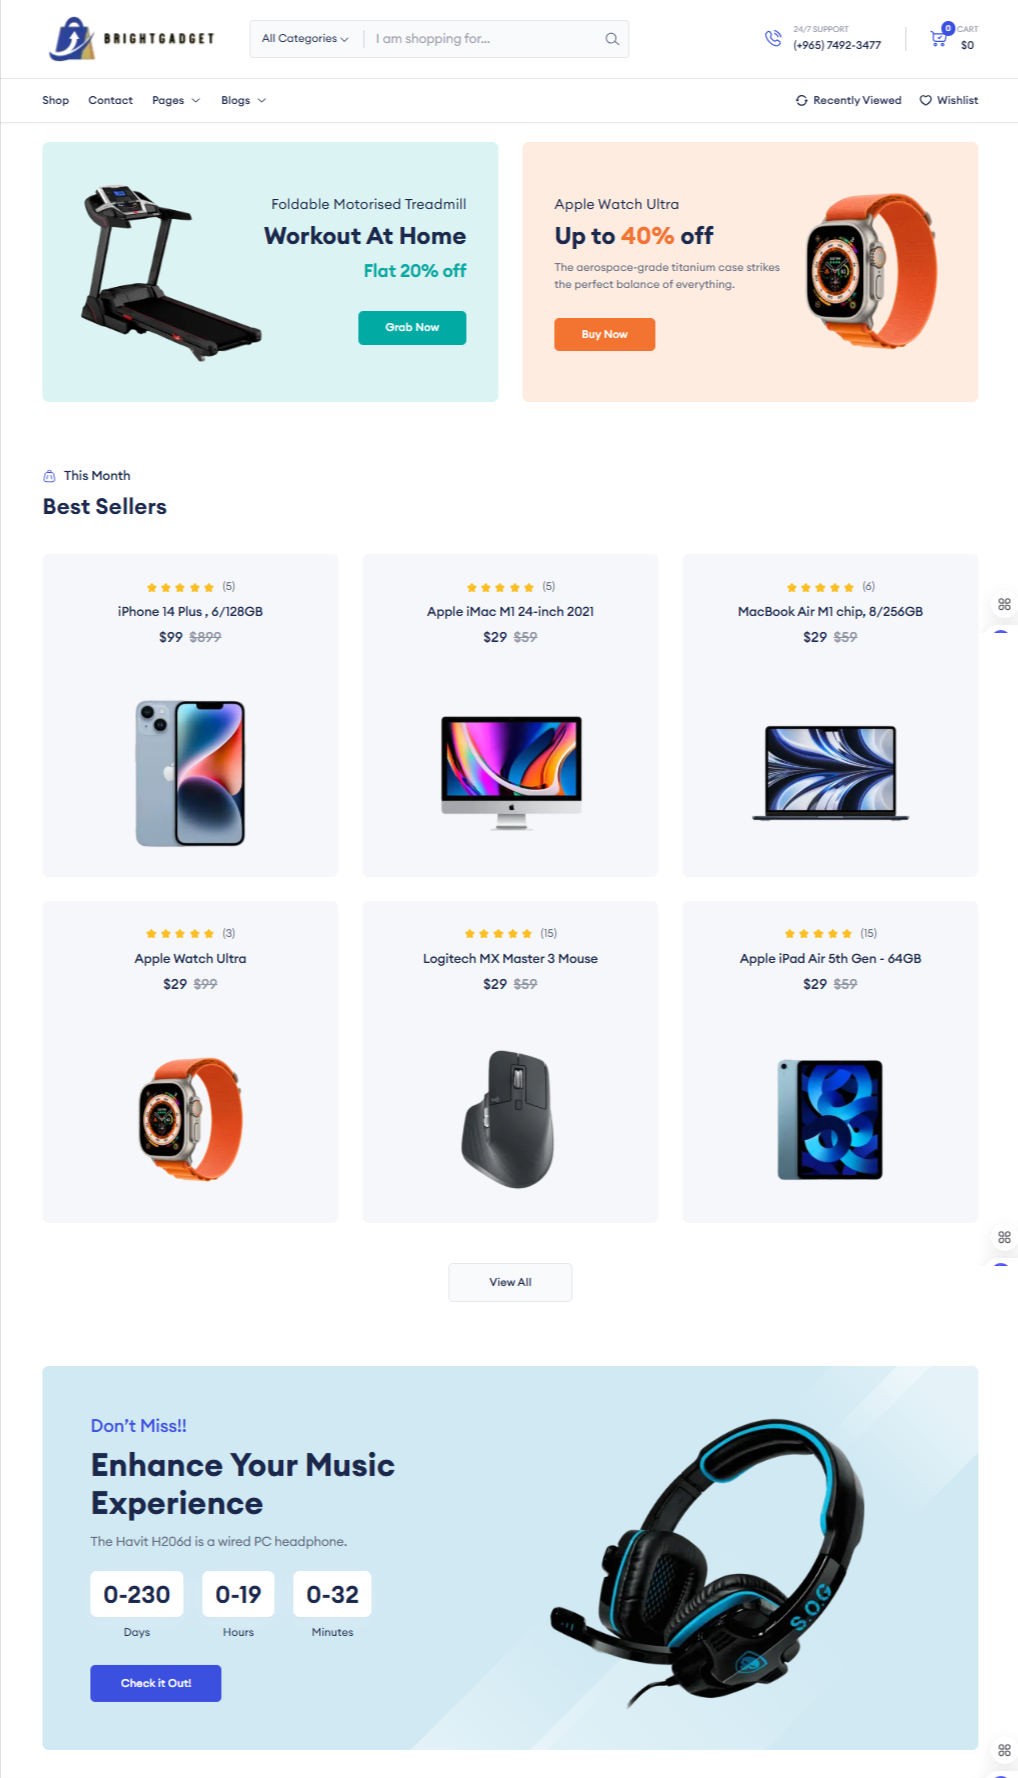 BRIGHTGADGET
All Categories
I am shopping for...
24/7 SUPPORT
(+965) 7492-3477
0
CART
$0
Shop
Contact
Pages
Blogs
Recently Viewed
Wishlist
Foldable Motorised Treadmill
Workout At Home
Flat 20% off
Grab Now
Apple Watch Ultra
Up to 40% off
The aerospace-grade titanium case strikes
the perfect balance of everything.
Buy Now
This Month
Best Sellers
(5)
iPhone 14 Plus , 6/128GB
$99 $899
(5)
Apple iMac M1 24-inch 2021
$29 $59
(6)
MacBook Air M1 chip, 8/256GB
$29 $59
(3)
Apple Watch Ultra
$29 $99
(15)
Logitech MX Master 3 Mouse
$29 $59
(15)
Apple iPad Air 5th Gen - 64GB
$29 $59
View All
Don't Miss!!
Enhance Your Music
Experience
The Havit H206d is a wired PC headphone.
0-230
Days
0-19
Hours
0-32
Minutes
Check it Out!
S.O.G